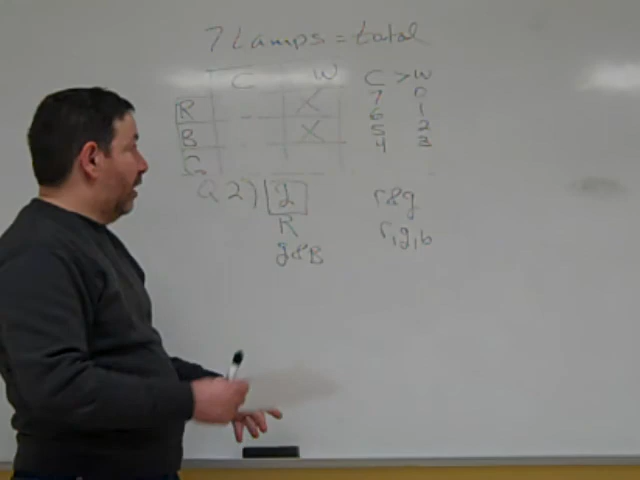 7 Lamps = total
C W
R X
B X
G
C > W
7 0
6 1
5 2
4 3
Q 2) g
R
g & B
r & g
r, g, b